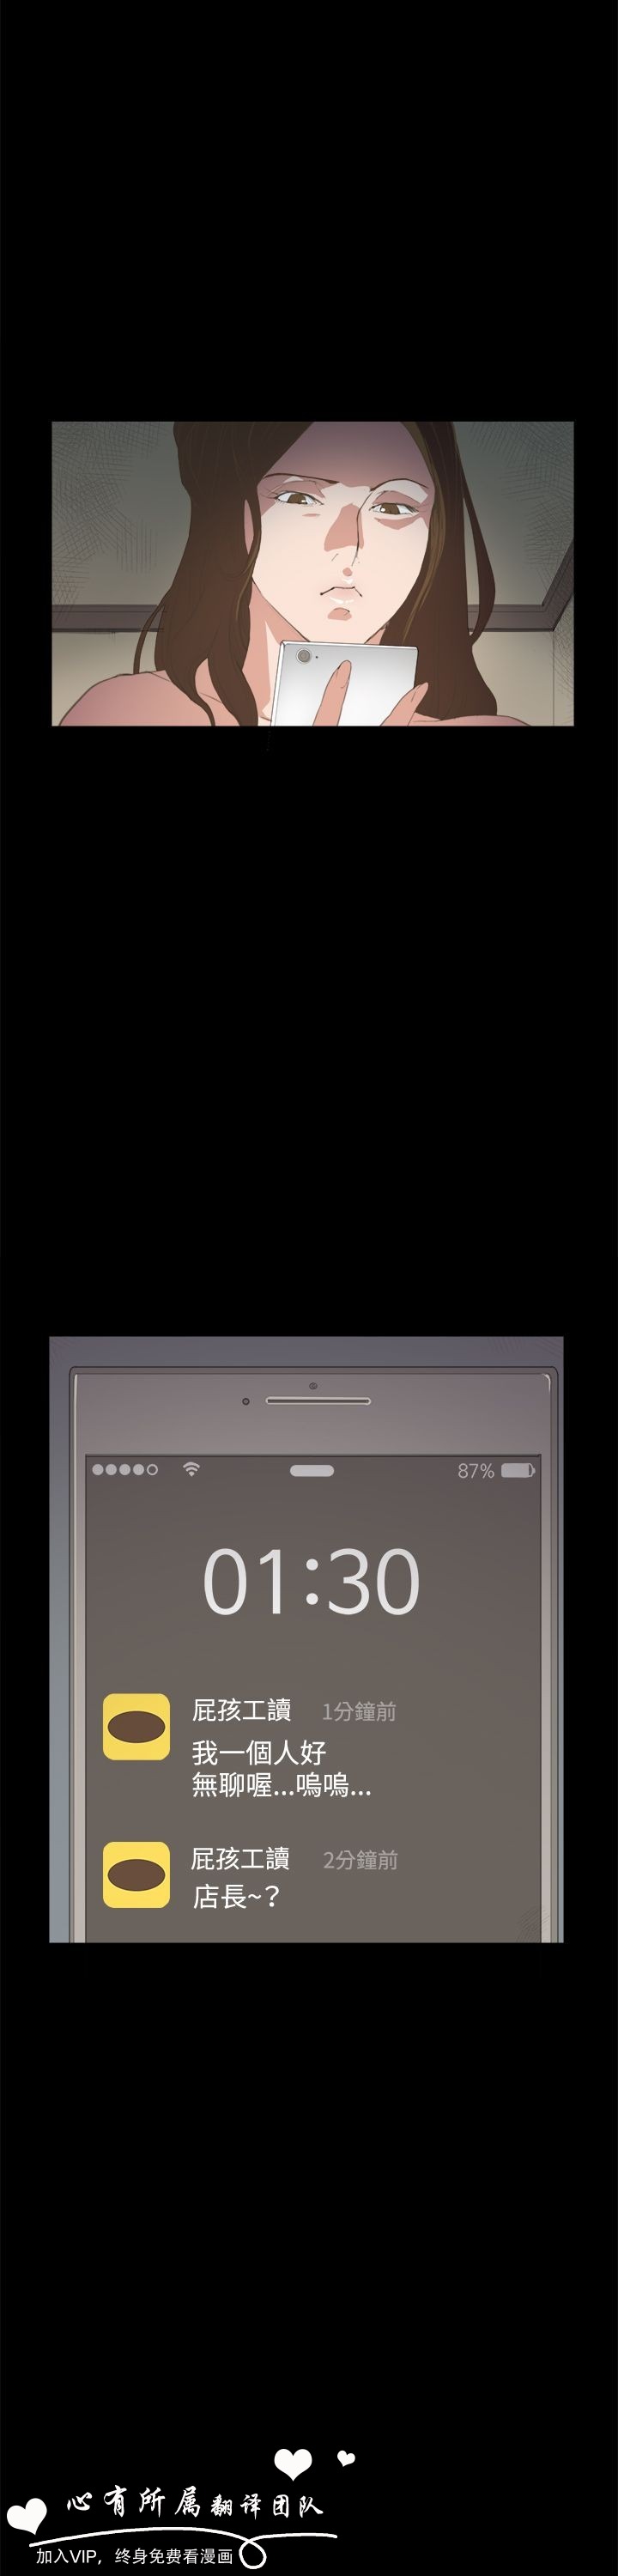 87%
01:30
屁孩工讀 1分鐘前
我一個人好
無聊喔...嗚嗚...
屁孩工讀 2分鐘前
店長~?
心有所属翻译团队
加入VIP，终身免费看漫画